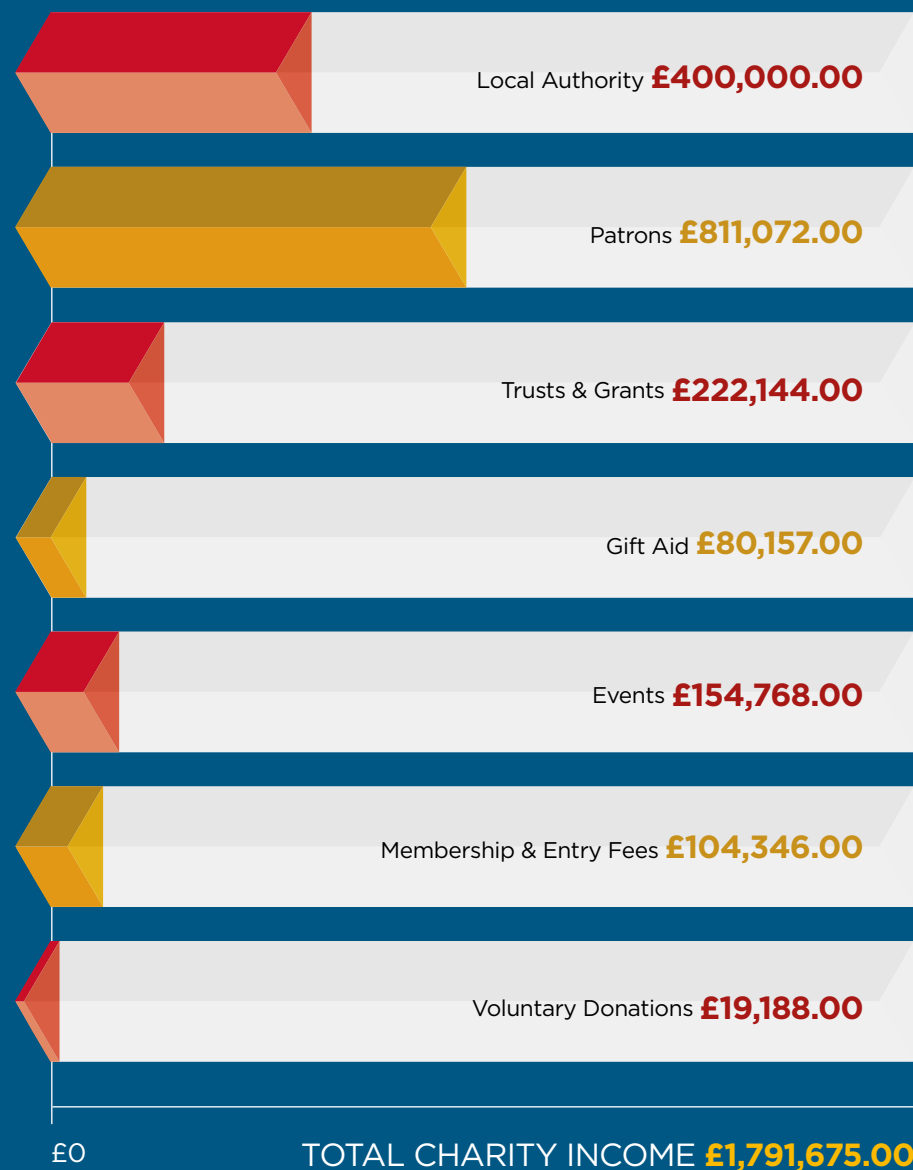 Local Authority £400,000.00
Patrons £811,072.00
Trusts & Grants £222,144.00
Gift Aid £80,157.00
Events £154,768.00
Membership & Entry Fees £104,346.00
Voluntary Donations £19,188.00
£0
TOTAL CHARITY INCOME £1,791,675.00